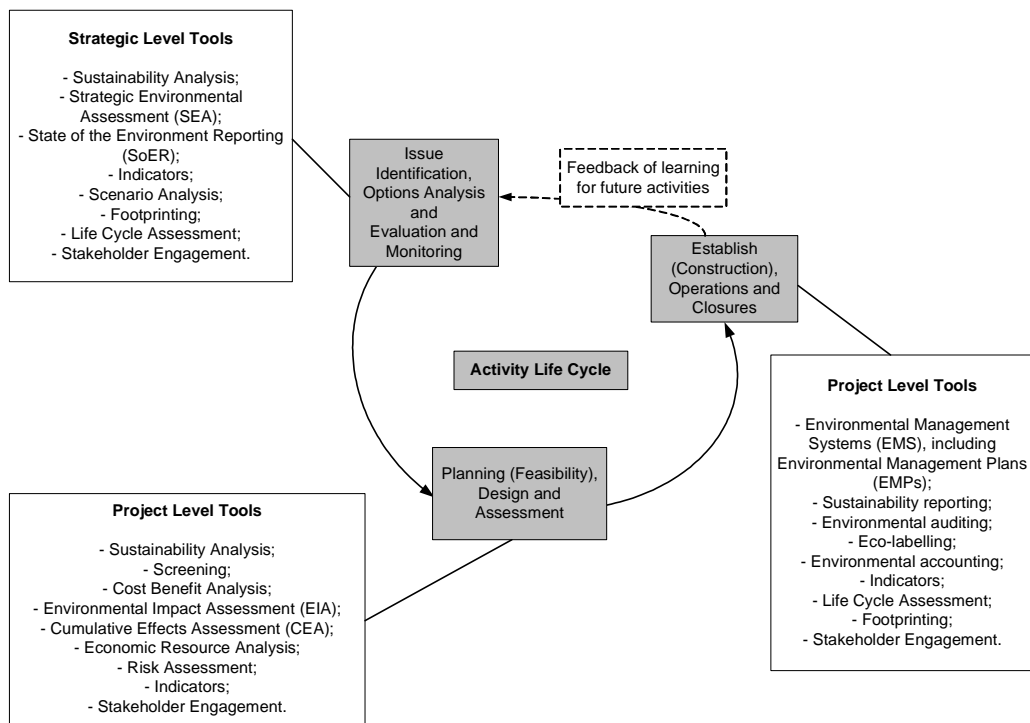 Strategic Level Tools
- Sustainability Analysis;
- Strategic Environmental
Assessment (SEA);
- State of the Environment Reporting
(SoER);
- Indicators;
- Scenario Analysis;
- Footprinting;
- Life Cycle Assessment;
- Stakeholder Engagement.
Issue
Identification,
Options Analysis
and
Evaluation and
Monitoring
Feedback of learning
for future activities
Establish
(Construction),
Operations and
Closures
Activity Life Cycle
Planning (Feasibility),
Design and
Assessment
Project Level Tools
- Environmental Management
Systems (EMS), including
Environmental Management Plans
(EMPs);
- Sustainability reporting;
- Environmental auditing;
- Eco-labelling;
- Environmental accounting;
- Indicators;
- Life Cycle Assessment;
- Footprinting;
- Stakeholder Engagement.
Project Level Tools
- Sustainability Analysis;
- Screening;
- Cost Benefit Analysis;
- Environmental Impact Assessment (EIA);
- Cumulative Effects Assessment (CEA);
- Economic Resource Analysis;
- Risk Assessment;
- Indicators;
- Stakeholder Engagement.